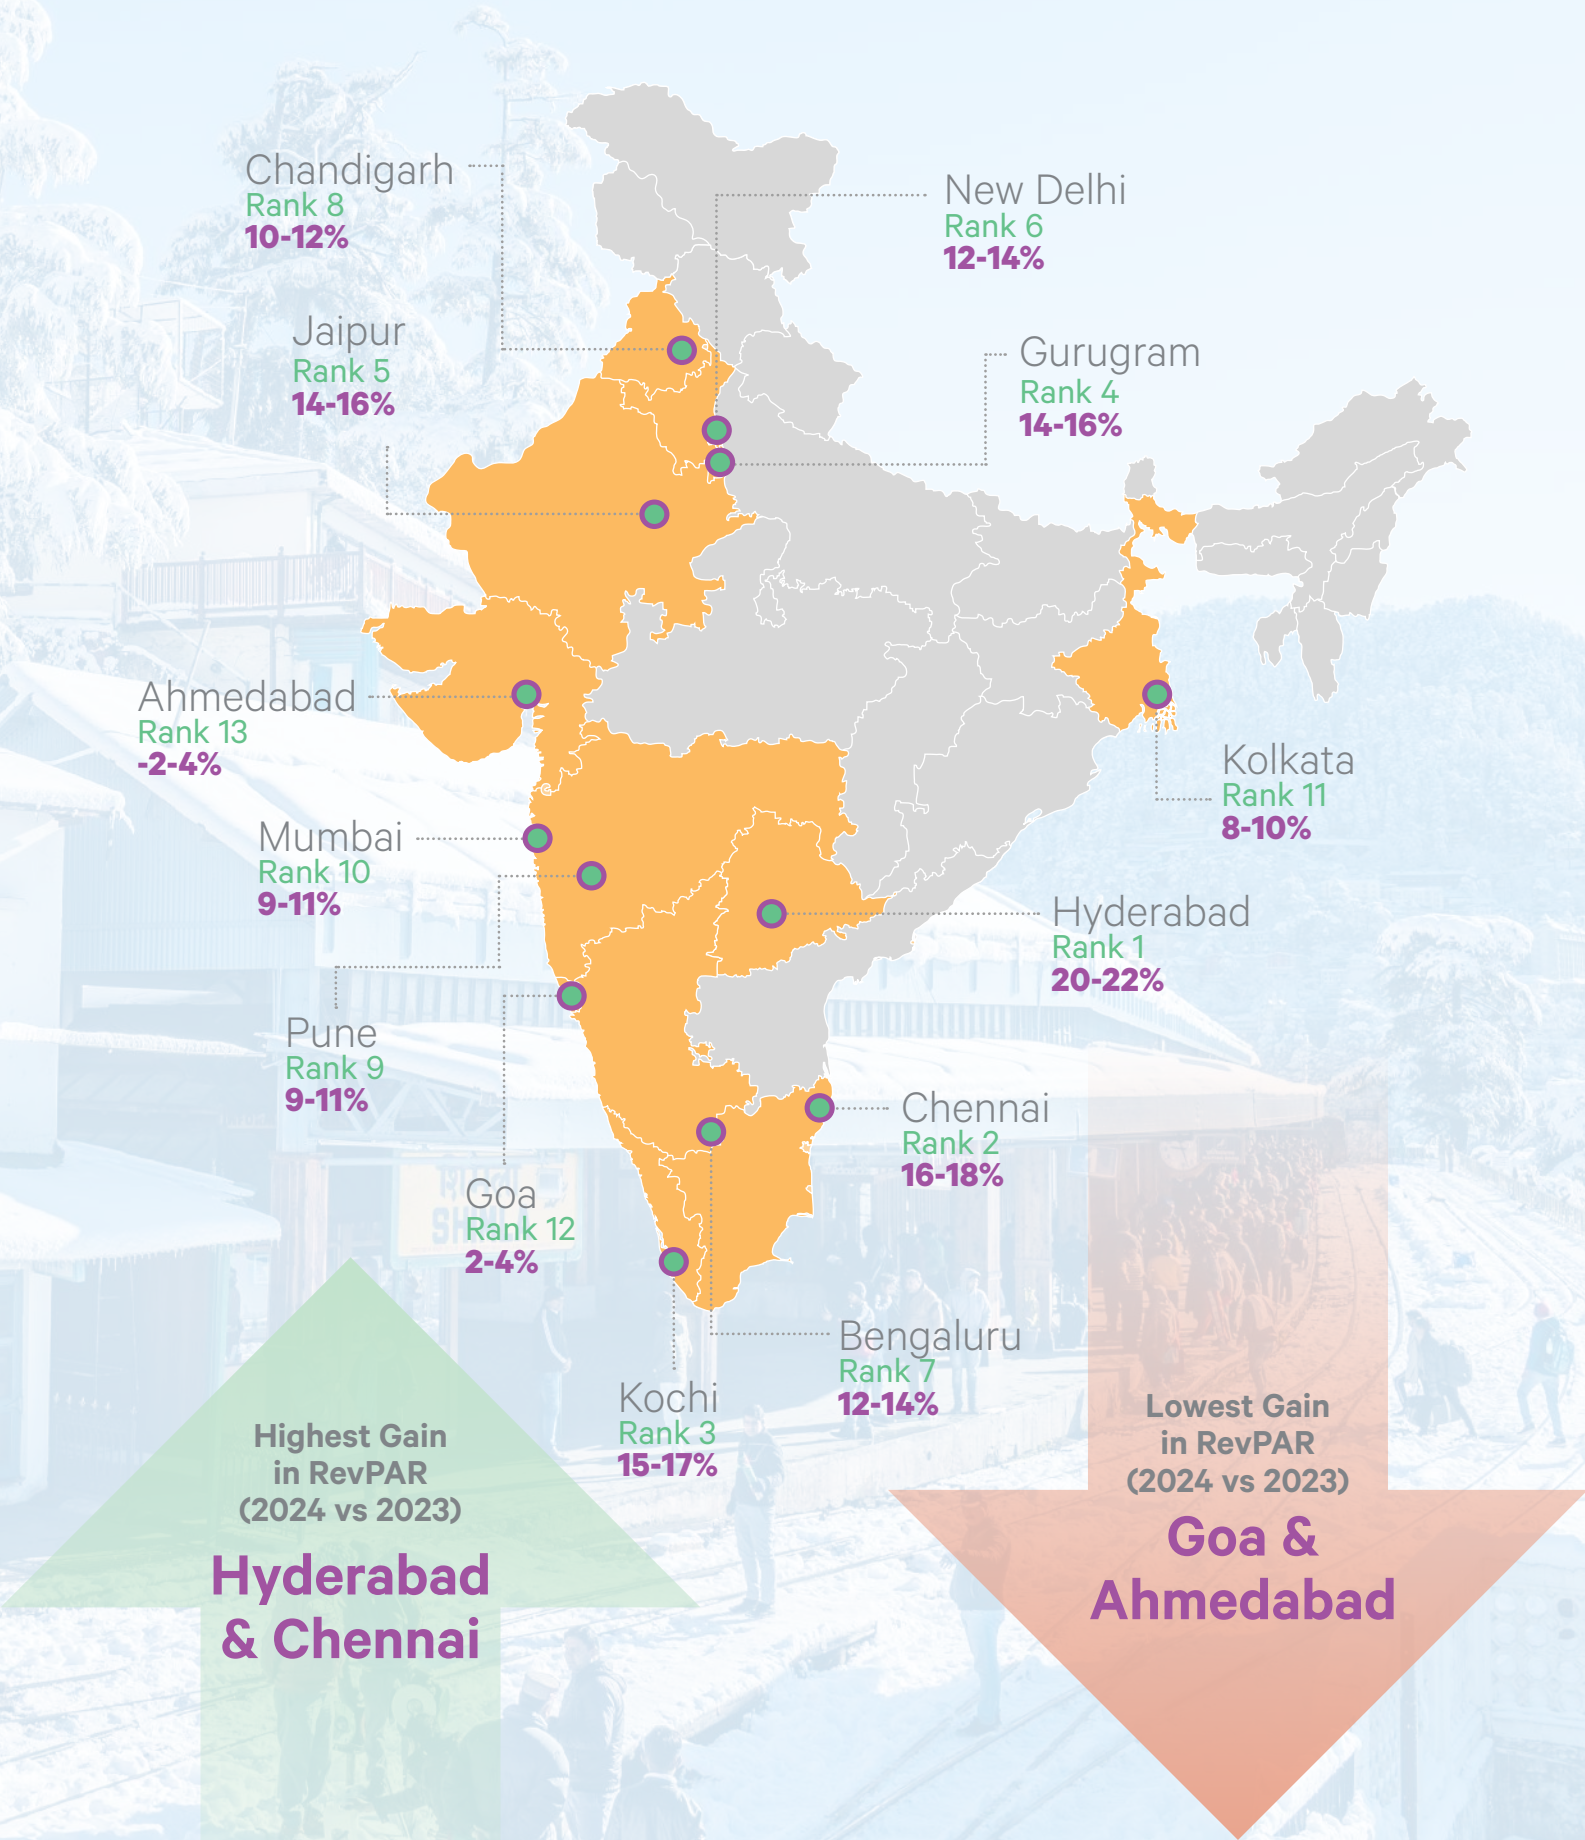 Chandigarh
Rank 8
10-12%
New Delhi
Rank 6
12-14%
Jaipur
Rank 5
14-16%
Gurugram
Rank 4
14-16%
Ahmedabad
Rank 13
-2-4%
Kolkata
Rank 11
8-10%
Mumbai
Rank 10
9-11%
Hyderabad
Rank 1
20-22%
Pune
Rank 9
9-11%
Chennai
Rank 2
16-18%
Goa
Rank 12
2-4%
Bengaluru
Rank 7
12-14%
Kochi
Rank 3
15-17%
Highest Gain
in RevPAR
(2024 vs 2023)
Hyderabad
& Chennai
Lowest Gain
in RevPAR
(2024 vs 2023)
Goa &
Ahmedabad